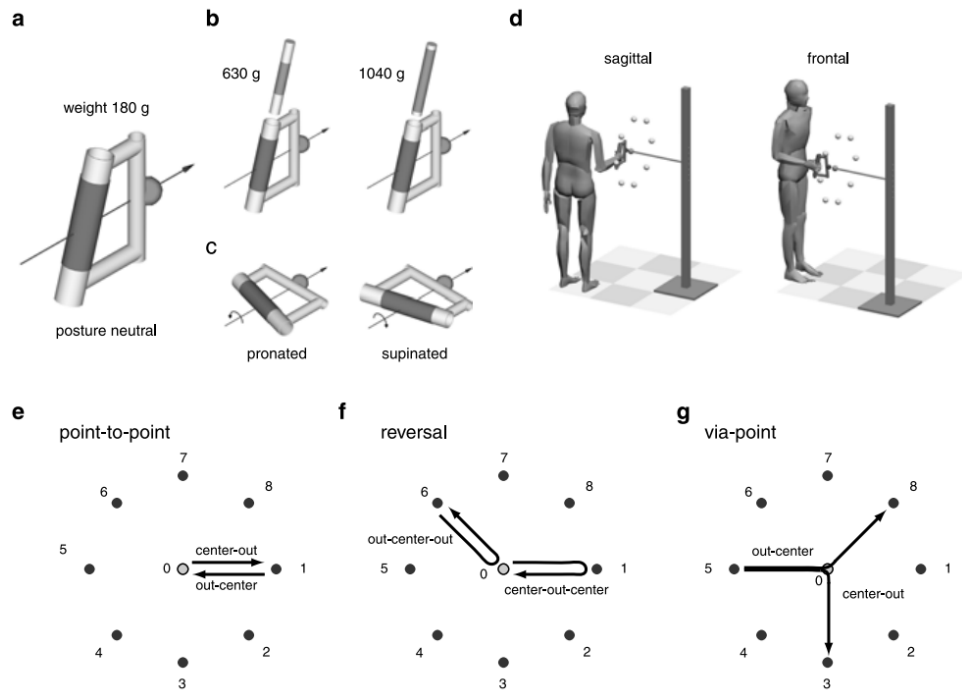 a
weight 180 g
posture neutral
b
630 g
1040 g
c
pronated
supinated
d
sagittal
frontal
e
point-to-point
7
6
8
5
center-out
0
1
out-center
4
2
3
f
reversal
7
6
8
out-center-out
5
0
1
center-out-center
4
2
3
g
via-point
7
6
8
out-center
5
0
1
center-out
4
2
3